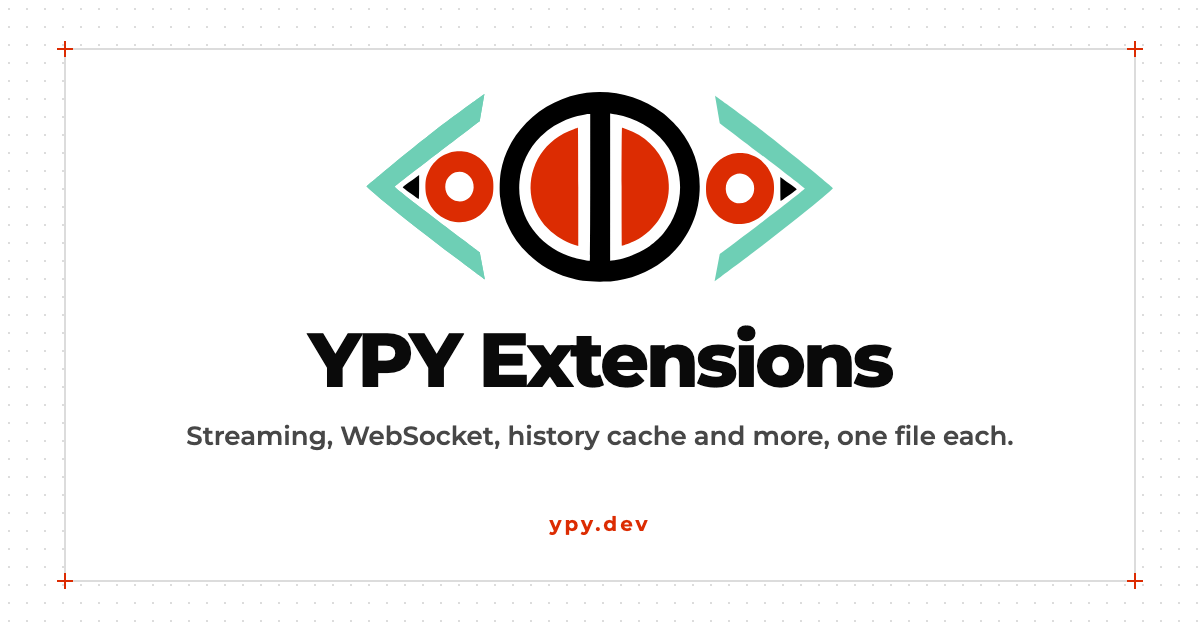 YPY Extensions
Streaming, WebSocket, history cache and more, one file each.
ypy.dev